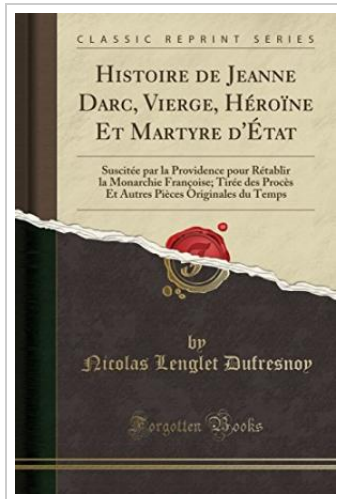 CLASSIC REPRINT SERIES
HISTOIRE DE JEANNE
DARC, VIERGE, HÉROÏNE
ET MARTYRE D'ÉTAT
Suscitée par la Providence pour Rétablir
la Monarchie Françoise; Tirée des Procès
Et Autres Pièces Originales du Temps
by
Nicolas Lenglet Dufresnoy
Forgotten Books